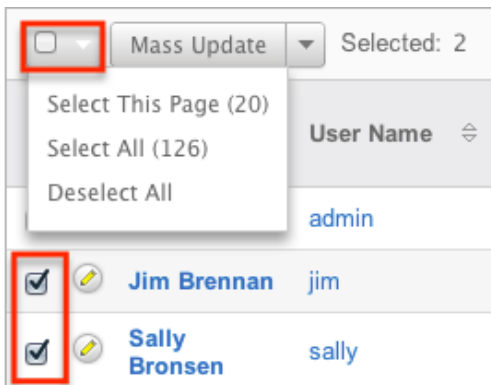 Mass Update Selected: 2
Select This Page (20)
Select All (126)
Deselect All
User Name
admin
Jim Brennan jim
Sally
Bronsen sally